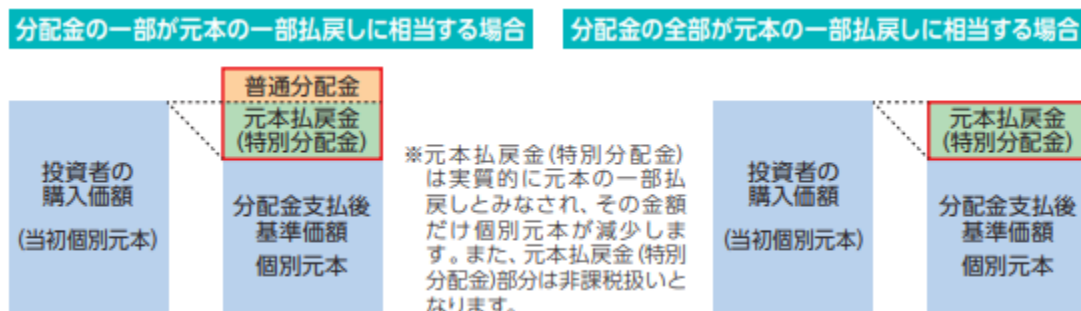 分配金の一部が元本の一部払戻しに相当する場合
普通分配金
元本払戻金
(特別分配金)
投資者の
購入価額
(当初個別元本)
分配金支払後
基準価額
個別元本
※元本払戻金(特別分配金)
は実質的に元本の一部払
戻しとみなされ、その金額
だけ個別元本が減少しま
す。また、元本払戻金(特別
分配金)部分は非課税扱いと
なります。
分配金の全部が元本の一部払戻しに相当する場合
元本払戻金
(特別分配金)
投資者の
購入価額
(当初個別元本)
分配金支払後
基準価額
個別元本